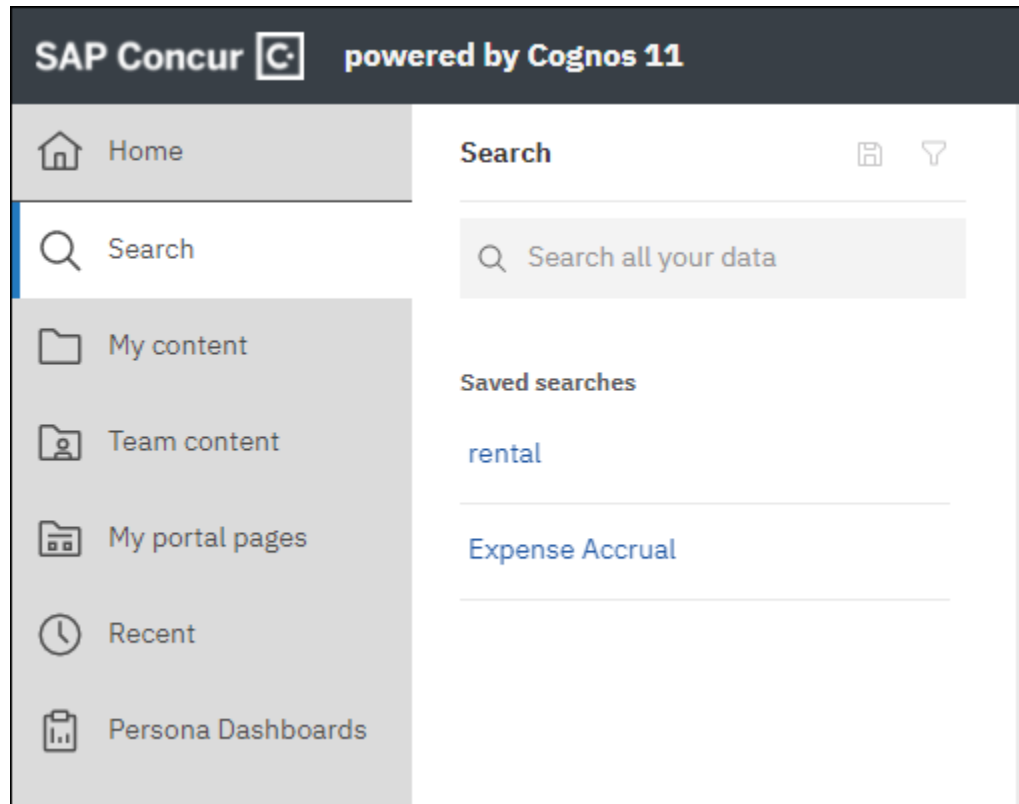 SAP Concur C· powered by Cognos 11
Home
Search
My content
Team content
My portal pages
Recent
Persona Dashboards
Search
Search all your data
Saved searches
rental
Expense Accrual